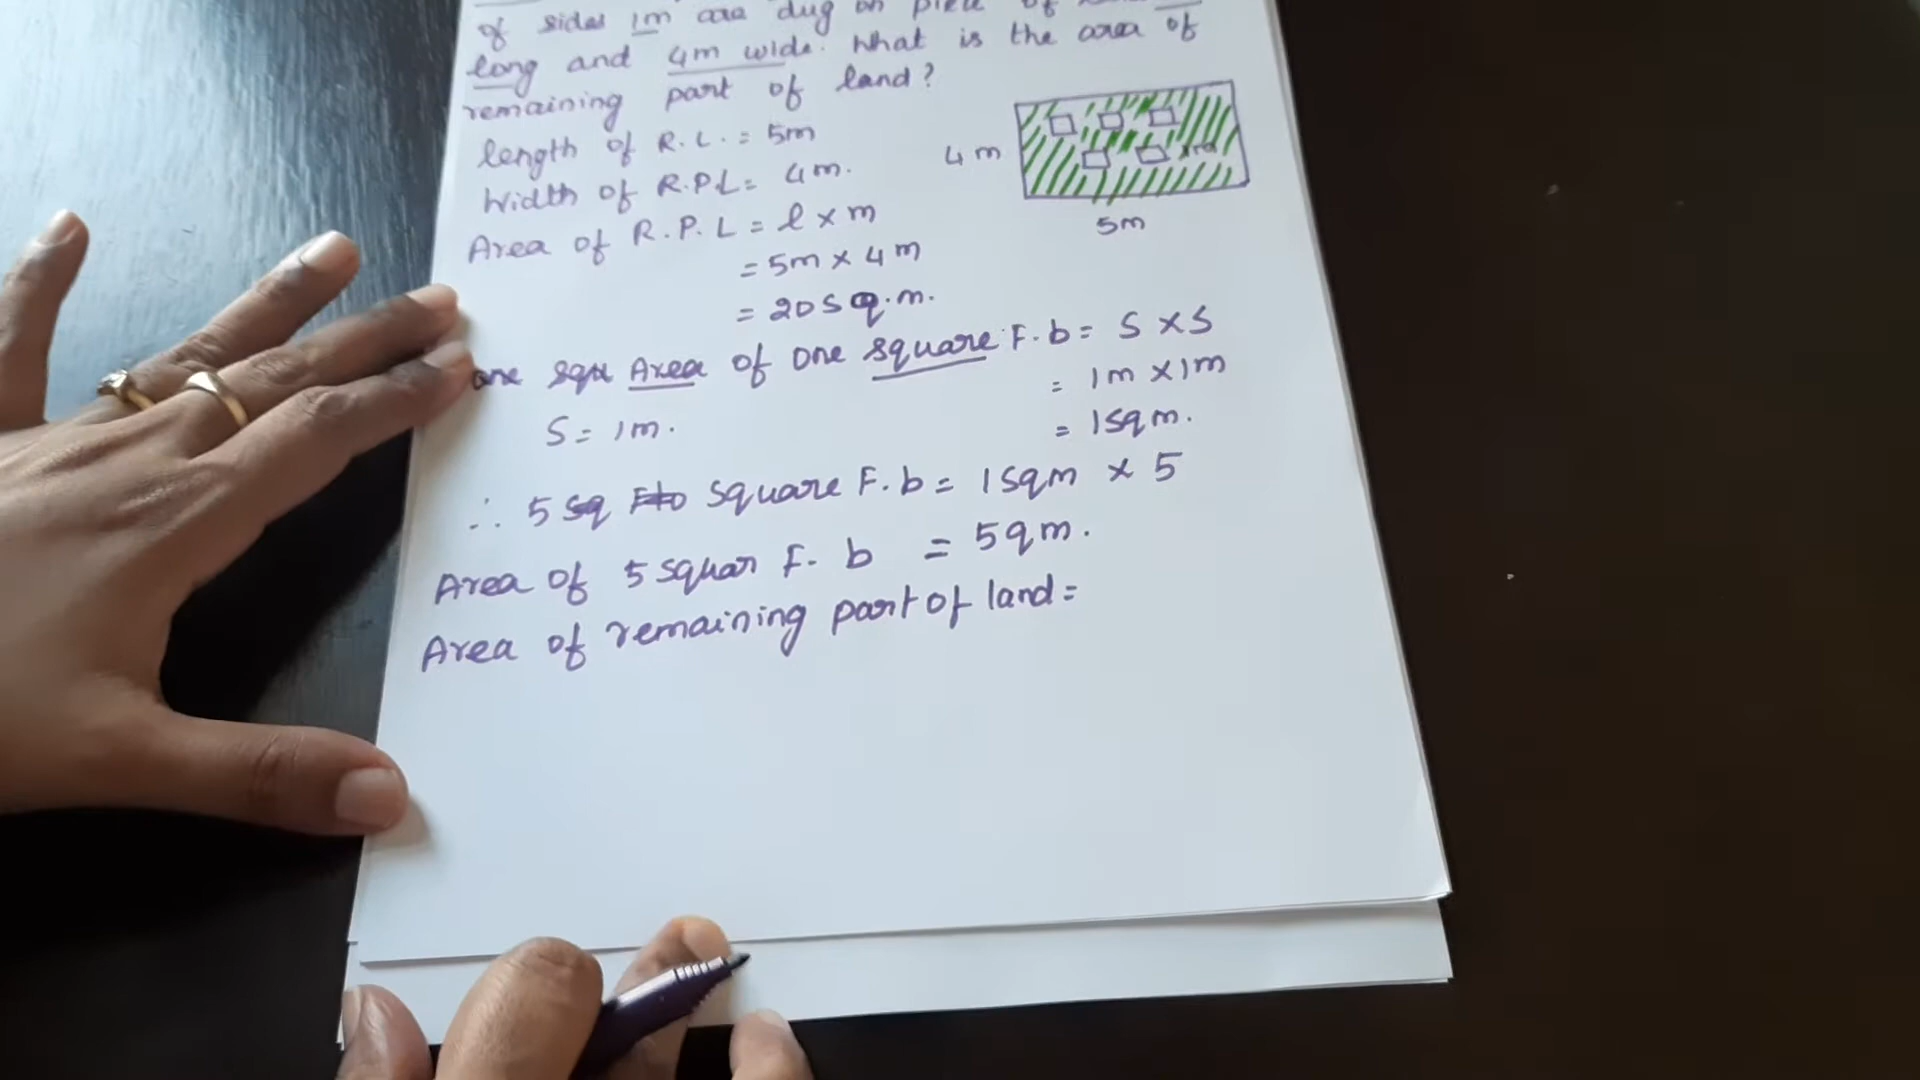 of sides 1m are dug on piece of
long and 4m wide. What is the area of
remaining part of land?
length of R.L. = 5m
Width of R.P.L = 4m.
Area of R.P.L = l x m
= 5m x 4m
= 20 sq.m.
4 m
5m
one squ Area of one square F.b = S x S
= 1m x 1m
S = 1m.
= 1sqm.
∴ 5 sq square F.b = 1sqm x 5
Area of 5 squar F.b = 5qm.
Area of remaining part of land =